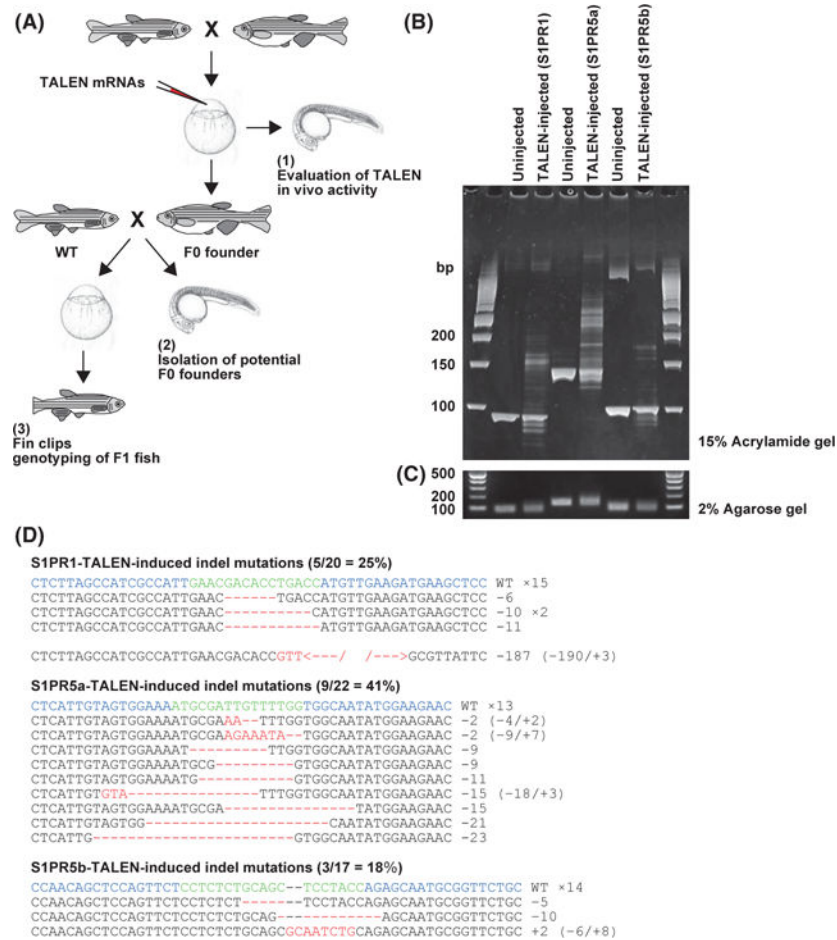 (A)
X
TALEN mRNAs
(1)
Evaluation of TALEN
in vivo activity
X
WT
F0 founder
(2)
Isolation of potential
F0 founders
(3)
Fin clips
genotyping of F1 fish
(B)
Uninjected
TALEN-injected (S1PR1)
Uninjected
TALEN-injected (S1PR5a)
Uninjected
TALEN-injected (S1PR5b)
bp
200
150
100
15% Acrylamide gel
(C)
500
200
100
2% Agarose gel
(D)
S1PR1-TALEN-induced indel mutations (5/20 = 25%)
CTCTTAGCCATCGCCATTGAACGACACCTGACCATGTTGAAGATGAAGCTCC WT ×15
CTCTTAGCCATCGCCATTGAAC------TGACCATGTTGAAGATGAAGCTCC -6
CTCTTAGCCATCGCCATTGAAC----------CATGTTGAAGATGAAGCTCC -10 ×2
CTCTTAGCCATCGCCATTGAAC-----------ATGTTGAAGATGAAGCTCC -11
CTCTTAGCCATCGCCATTGAACGACACCGTT<---/ /--->GCGTTATTC -187 (-190/+3)
S1PR5a-TALEN-induced indel mutations (9/22 = 41%)
CTCATTGTAGTGGAAAATGCGATTGTTTTGGTGGCAATATGGAAGAAC WT ×13
CTCATTGTAGTGGAAAATGCGAAA--TTTGGTGGCAATATGGAAGAAC -2 (-4/+2)
CTCATTGTAGTGGAAAATGCGAAGAAATA--TGGCAATATGGAAGAAC -2 (-9/+7)
CTCATTGTAGTGGAAAAT---------TTGGTGGCAATATGGAAGAAC -9
CTCATTGTAGTGGAAAATGCG---------GTGGCAATATGGAAGAAC -9
CTCATTGTAGTGGAAAATG-----------GTGGCAATATGGAAGAAC -11
CTCATTGTGTA---------------TTTGGTGGCAATATGGAAGAAC -15 (-18/+3)
CTCATTGTAGTGGAAAATGCGA---------------TATGGAAGAAC -15
CTCATTGTAGTGG---------------------CAATATGGAAGAAC -21
CTCATTG-----------------------GTGGCAATATGGAAGAAC -23
S1PR5b-TALEN-induced indel mutations (3/17 = 18%)
CCAACAGCTCCAGTTCTCCTCTCTGCAGC--TCCTACCAGAGCAATGCGGTTCTGC WT ×14
CCAACAGCTCCAGTTCTCCTCTCT-------TCCTACCAGAGCAATGCGGTTCTGC -5
CCAACAGCTCCAGTTCTCCTCTCTGCAG------------AGCAATGCGGTTCTGC -10
CCAACAGCTCCAGTTCTCCTCTCTGCAGCGCAATCTGCAGAGCAATGCGGTTCTGC +2 (-6/+8)